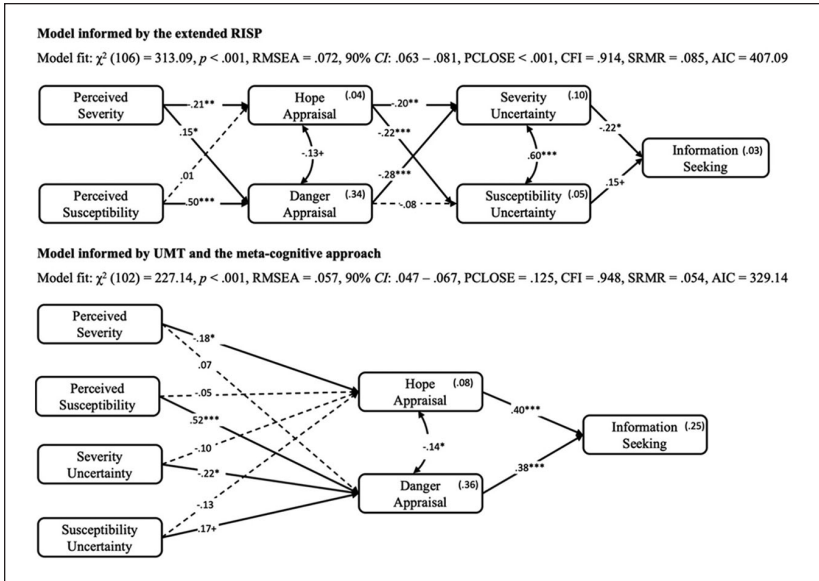 Model informed by the extended RISP
Model fit: χ² (106) = 313.09, p < .001, RMSEA = .072, 90% CI: .063 – .081, PCLOSE < .001, CFI = .914, SRMR = .085, AIC = 407.09
Perceived
Severity
-.21**
Hope
Appraisal
(.04)
-.20**
Severity
Uncertainty
(.10)
.15*
-.22***
-.22*
.01
-.13+
-.28***
.60***
Information
Seeking
(.03)
Perceived
Susceptibility
.50***
Danger
Appraisal
(.34)
-.08
Susceptibility
Uncertainty
(.05)
.15+
Model informed by UMT and the meta-cognitive approach
Model fit: χ² (102) = 227.14, p < .001, RMSEA = .057, 90% CI: .047 – .067, PCLOSE = .125, CFI = .948, SRMR = .054, AIC = 329.14
Perceived
Severity
-.18*
.07
Perceived
Susceptibility
-.05
.52***
Hope
Appraisal
(.08)
.40***
Severity
Uncertainty
-.10
-.22*
-.14*
Information
Seeking
(.25)
Susceptibility
Uncertainty
-.13
.17+
Danger
Appraisal
(.36)
.38***